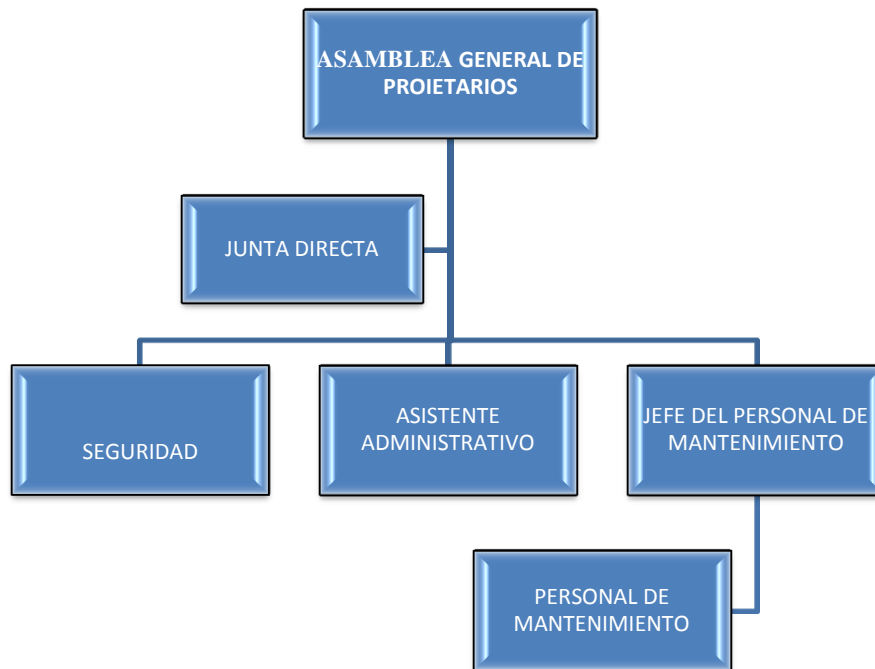 ASAMBLEA GENERAL DE
PROIETARIOS
JUNTA DIRECTA
SEGURIDAD
ASISTENTE
ADMINISTRATIVO
JEFE DEL PERSONAL DE
MANTENIMIENTO
PERSONAL DE
MANTENIMIENTO